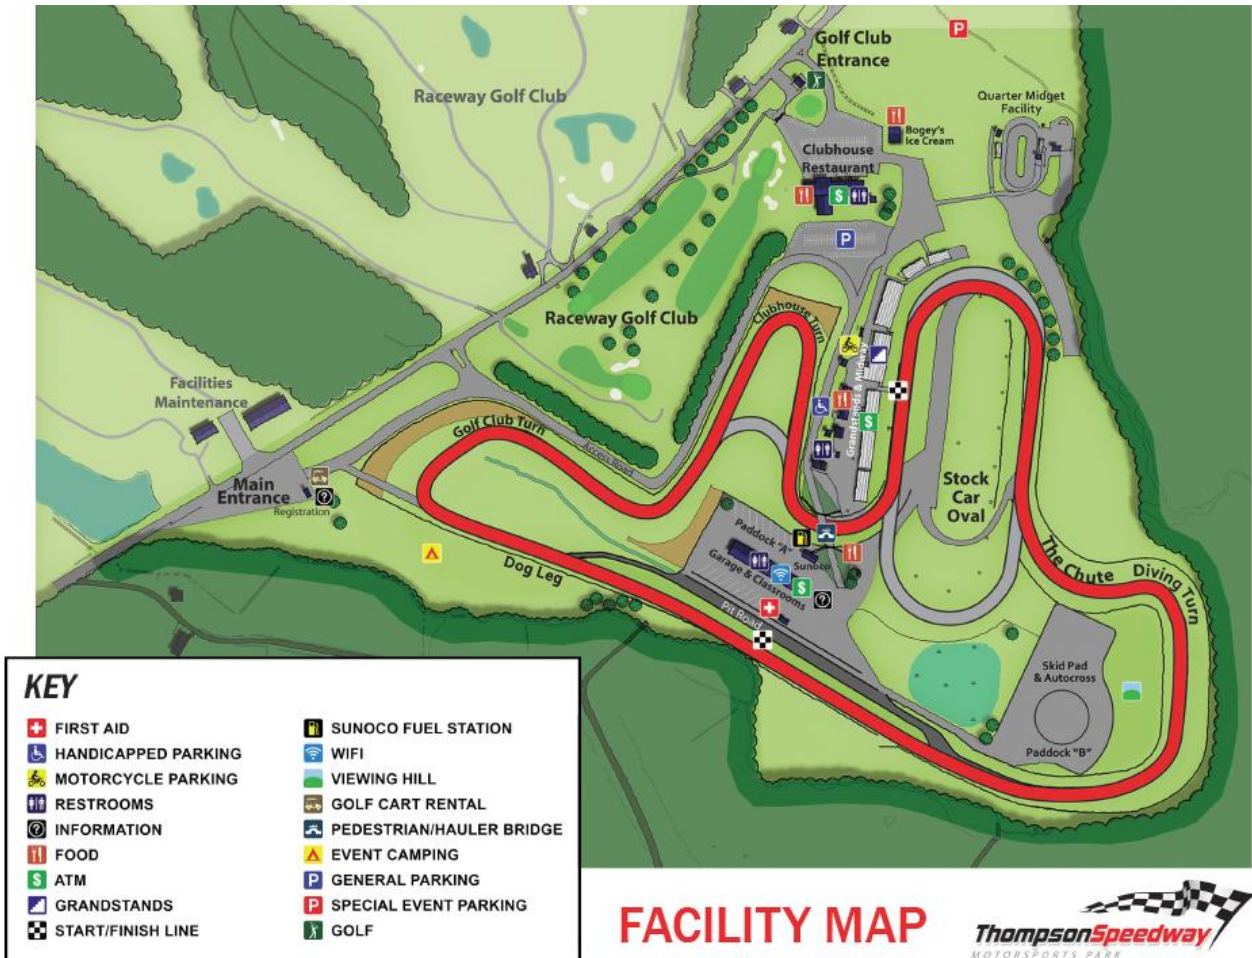 Golf Club
Entrance
P
Raceway Golf Club
Quarter Midget
Facility
Bogey's
Ice Cream
Clubhouse
Restaurant
$
P
Raceway Golf Club
Clubhouse Turn
Grandstands & Midway
$
Facilities
Maintenance
Golf Club Turn
Access Road
Main
Entrance
?
Registration
Stock
Car
Oval
Paddock "A"
Sunoco
Garage & Classrooms
$
?
Dog Leg
Pit Road
The Chute
Diving Turn
Skid Pad
& Autocross
Paddock "B"
KEY
FIRST AID
HANDICAPPED PARKING
MOTORCYCLE PARKING
RESTROOMS
? INFORMATION
FOOD
$ ATM
GRANDSTANDS
START/FINISH LINE
SUNOCO FUEL STATION
WIFI
VIEWING HILL
GOLF CART RENTAL
PEDESTRIAN/HAULER BRIDGE
EVENT CAMPING
P GENERAL PARKING
P SPECIAL EVENT PARKING
GOLF
FACILITY MAP
ThompsonSpeedway
MOTORSPORTS PARK